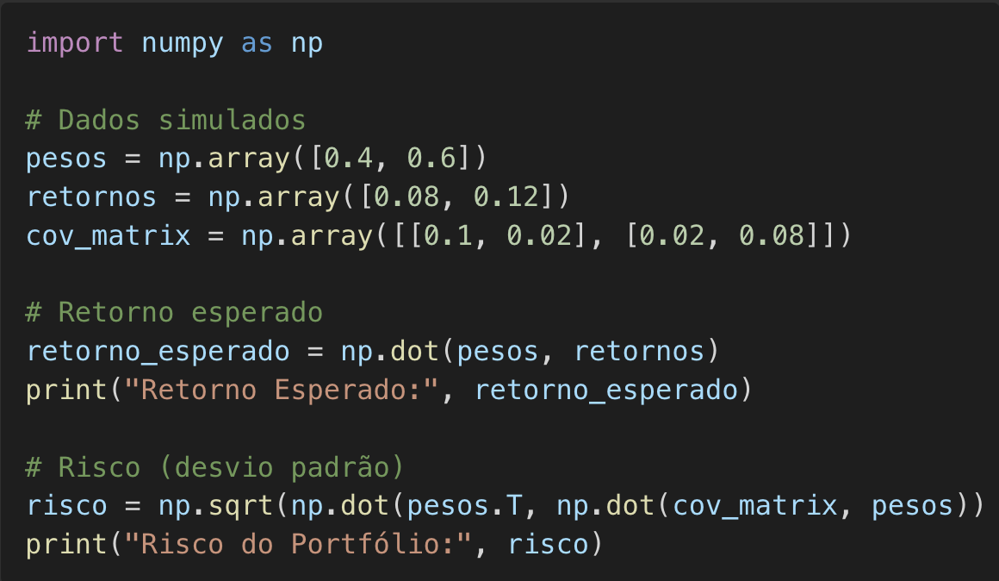 import numpy as np
# Dados simulados
pesos = np.array([0.4, 0.6])
retornos = np.array([0.08, 0.12])
cov_matrix = np.array([[0.1, 0.02], [0.02, 0.08]])
# Retorno esperado
retorno_esperado = np.dot(pesos, retornos)
print("Retorno Esperado:", retorno_esperado)
# Risco (desvio padrão)
risco = np.sqrt(np.dot(pesos.T, np.dot(cov_matrix, pesos))
print("Risco do Portfólio:", risco)